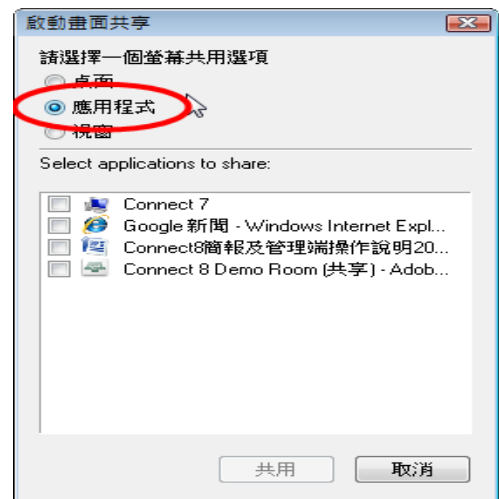 啟動畫面共享
請選擇一個螢幕共用選項
桌面
應用程式
視窗
Select applications to share:
Connect 7
Google 新聞 - Windows Internet Expl...
Connect8簡報及管理端操作說明20...
Connect 8 Demo Room (共享) - Adob...
共用
取消